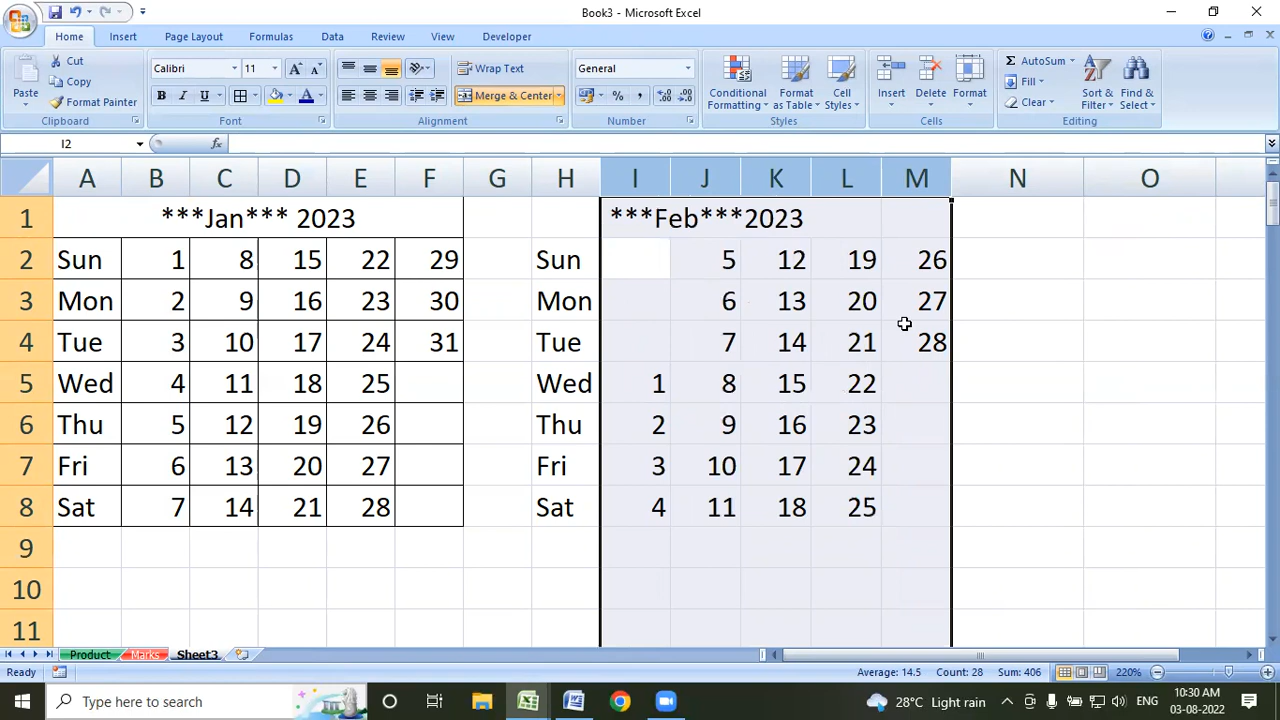 Book3 - Microsoft Excel
Home Insert Page Layout Formulas Data Review View Developer
Paste Cut Copy Format Painter Clipboard
Calibri 11 B I U A Font
Wrap Text Merge & Center Alignment
General % , Number
Conditional Formatting Format as Table Cell Styles Styles
Insert Delete Format Cells
Σ AutoSum Fill Clear Sort & Filter Find & Select Editing
I2 fx
A B C D E F G H I J K L M N O
1 ***Jan*** 2023 ***Feb***2023
2 Sun 1 8 15 22 29 Sun 5 12 19 26
3 Mon 2 9 16 23 30 Mon 6 13 20 27
4 Tue 3 10 17 24 31 Tue 7 14 21 28
5 Wed 4 11 18 25 Wed 1 8 15 22
6 Thu 5 12 19 26 Thu 2 9 16 23
7 Fri 6 13 20 27 Fri 3 10 17 24
8 Sat 7 14 21 28 Sat 4 11 18 25
9
10
11
Product Marks Sheet3
Ready Average: 14.5 Count: 28 Sum: 406 220%
Type here to search 28°C Light rain ENG 10:30 AM
03-08-2022